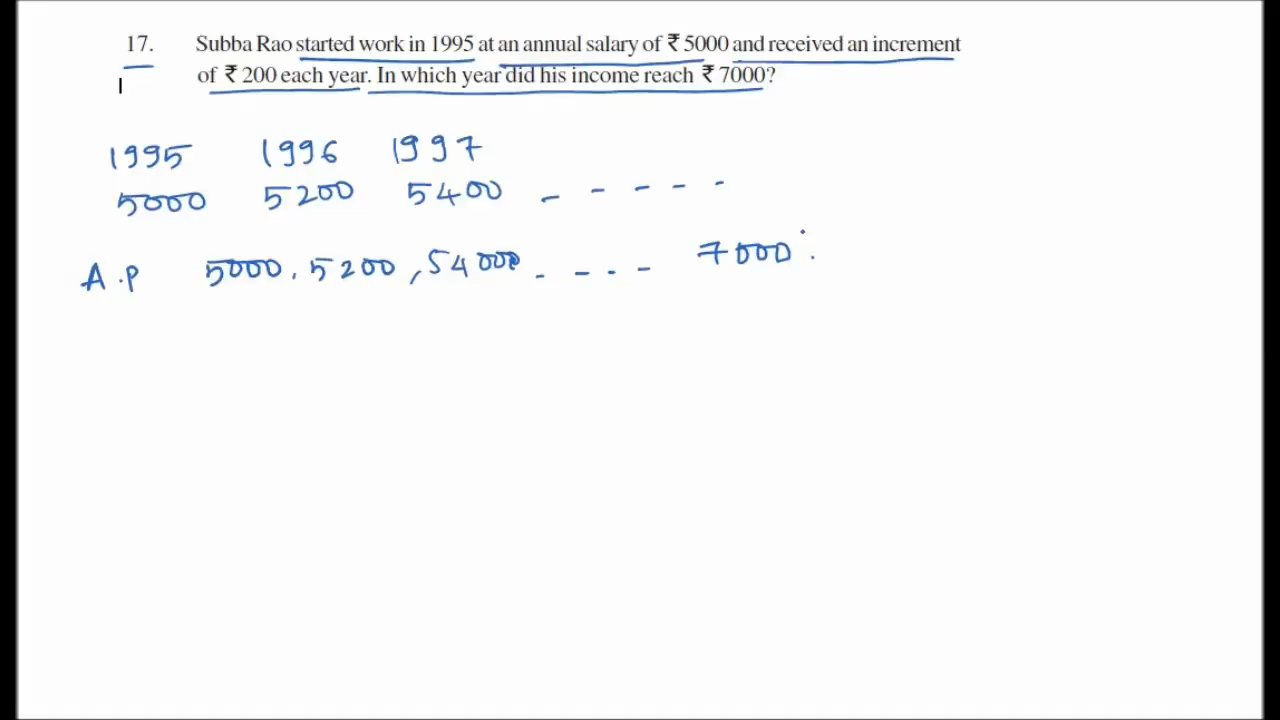 17. Subba Rao started work in 1995 at an annual salary of ₹ 5000 and received an increment
of ₹ 200 each year. In which year did his income reach ₹ 7000?
1995 1996 1997
5000 5200 5400 - - - - -
A.P 5000, 5200, 54000 - - - - 7000 :